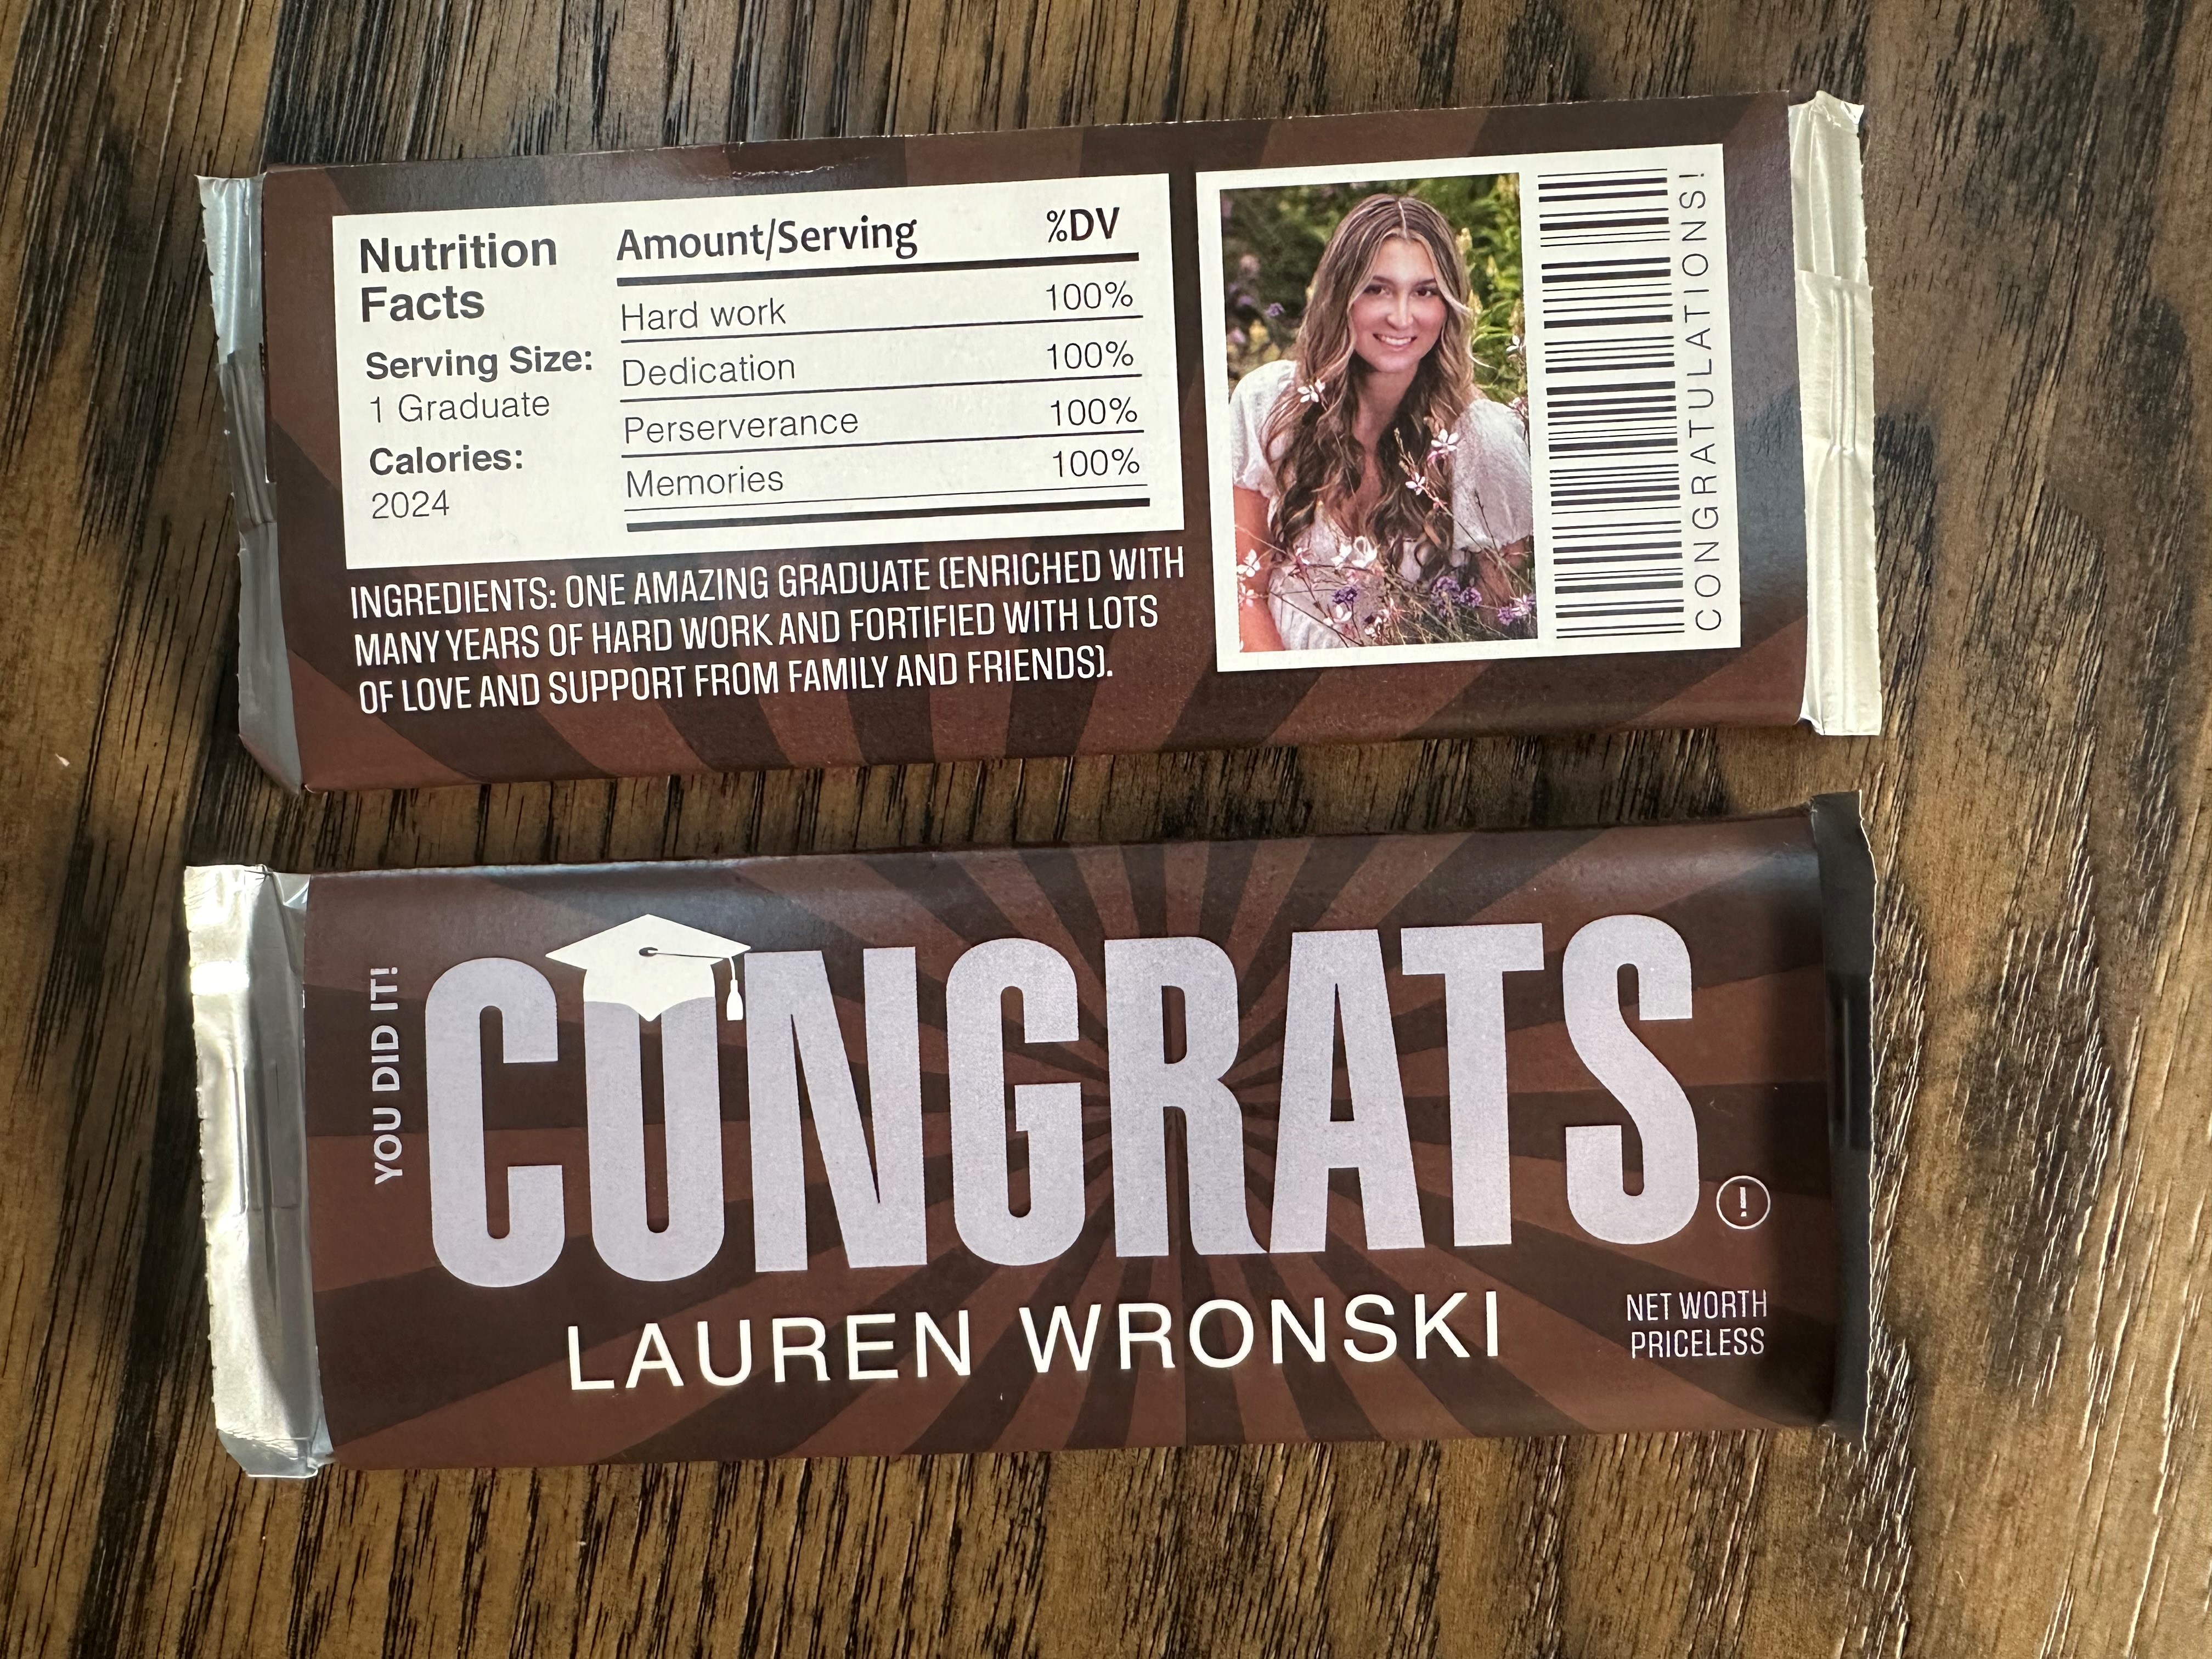 Nutrition
Facts
Serving Size:
1 Graduate
Calories:
2024
Amount/Serving %DV
Hard work 100%
Dedication 100%
Perserverance 100%
Memories 100%
INGREDIENTS: ONE AMAZING GRADUATE (ENRICHED WITH
MANY YEARS OF HARD WORK AND FORTIFIED WITH LOTS
OF LOVE AND SUPPORT FROM FAMILY AND FRIENDS).
CONGRATULATIONS!
YOU DID IT!
CONGRATS
!
LAUREN WRONSKI
NET WORTH
PRICELESS